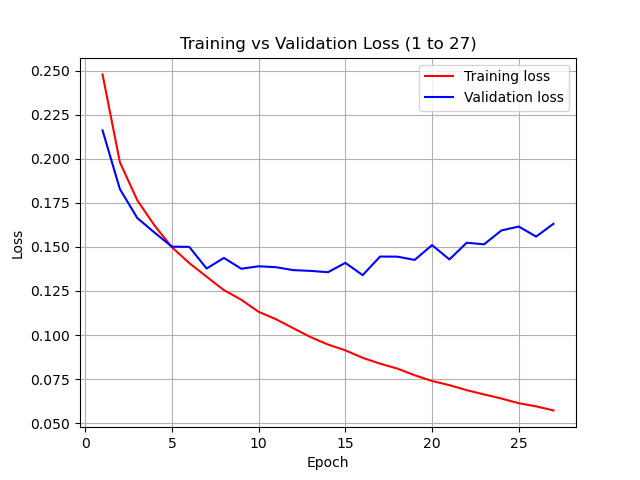 Training vs Validation Loss (1 to 27)
Training loss
Validation loss
Loss
0.250
0.225
0.200
0.175
0.150
0.125
0.100
0.075
0.050
0 5 10 15 20 25
Epoch